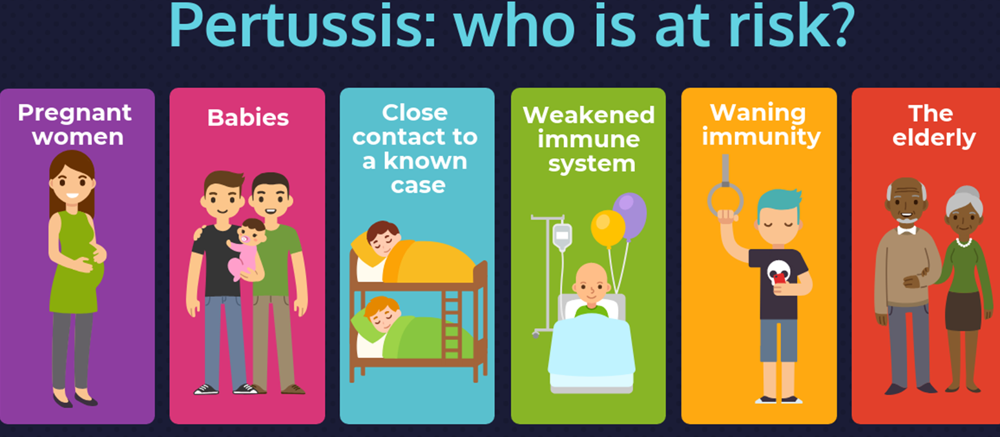 Pertussis: who is at risk?
Pregnant
women
Babies
Close
contact to
a known
case
Weakened
immune
system
Waning
immunity
The
elderly